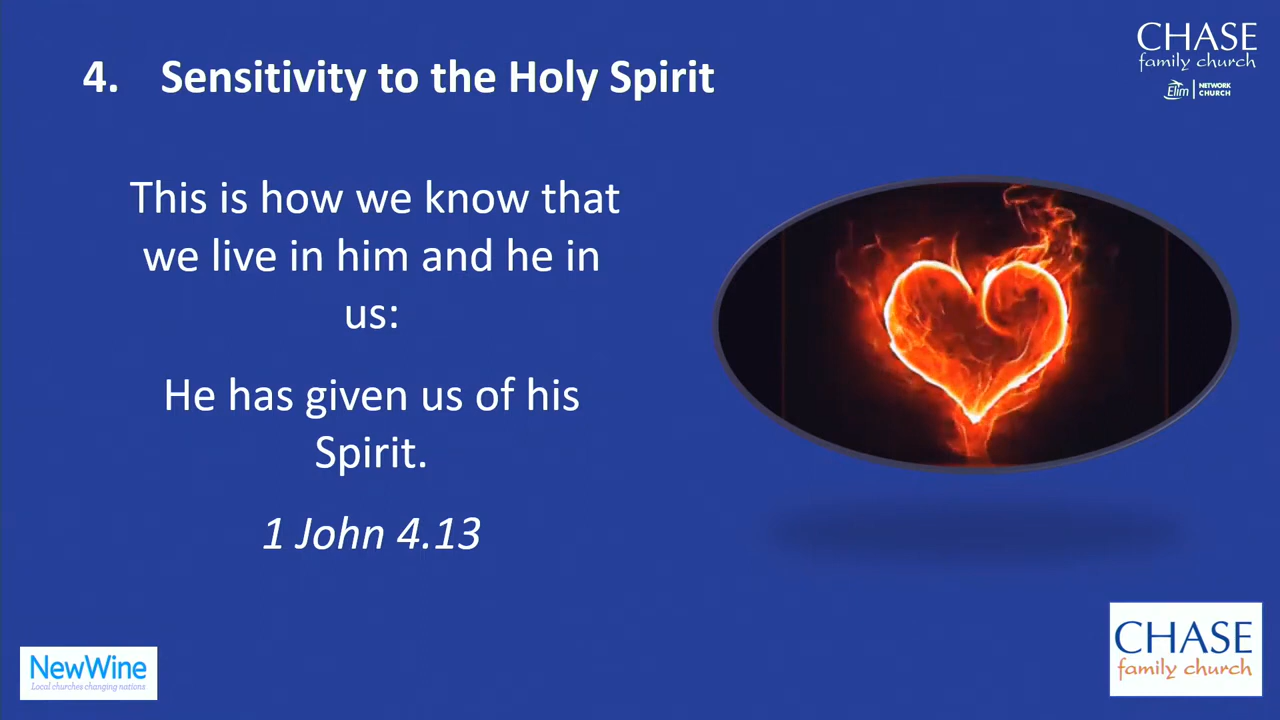 CHASE
family church
Elim NETWORK CHURCH
4. Sensitivity to the Holy Spirit
This is how we know that
we live in him and he in
us:
He has given us of his
Spirit.
1 John 4.13
NewWine
Local churches changing nations
CHASE
family church